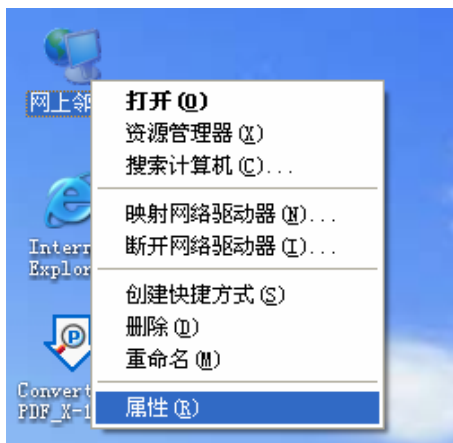 网上邻
打开(O)
资源管理器(X)
搜索计算机(C)...
映射网络驱动器(N)...
断开网络驱动器(I)...
创建快捷方式(S)
删除(D)
重命名(M)
属性(R)
Intern
Explor
Convert
PDF_X-1